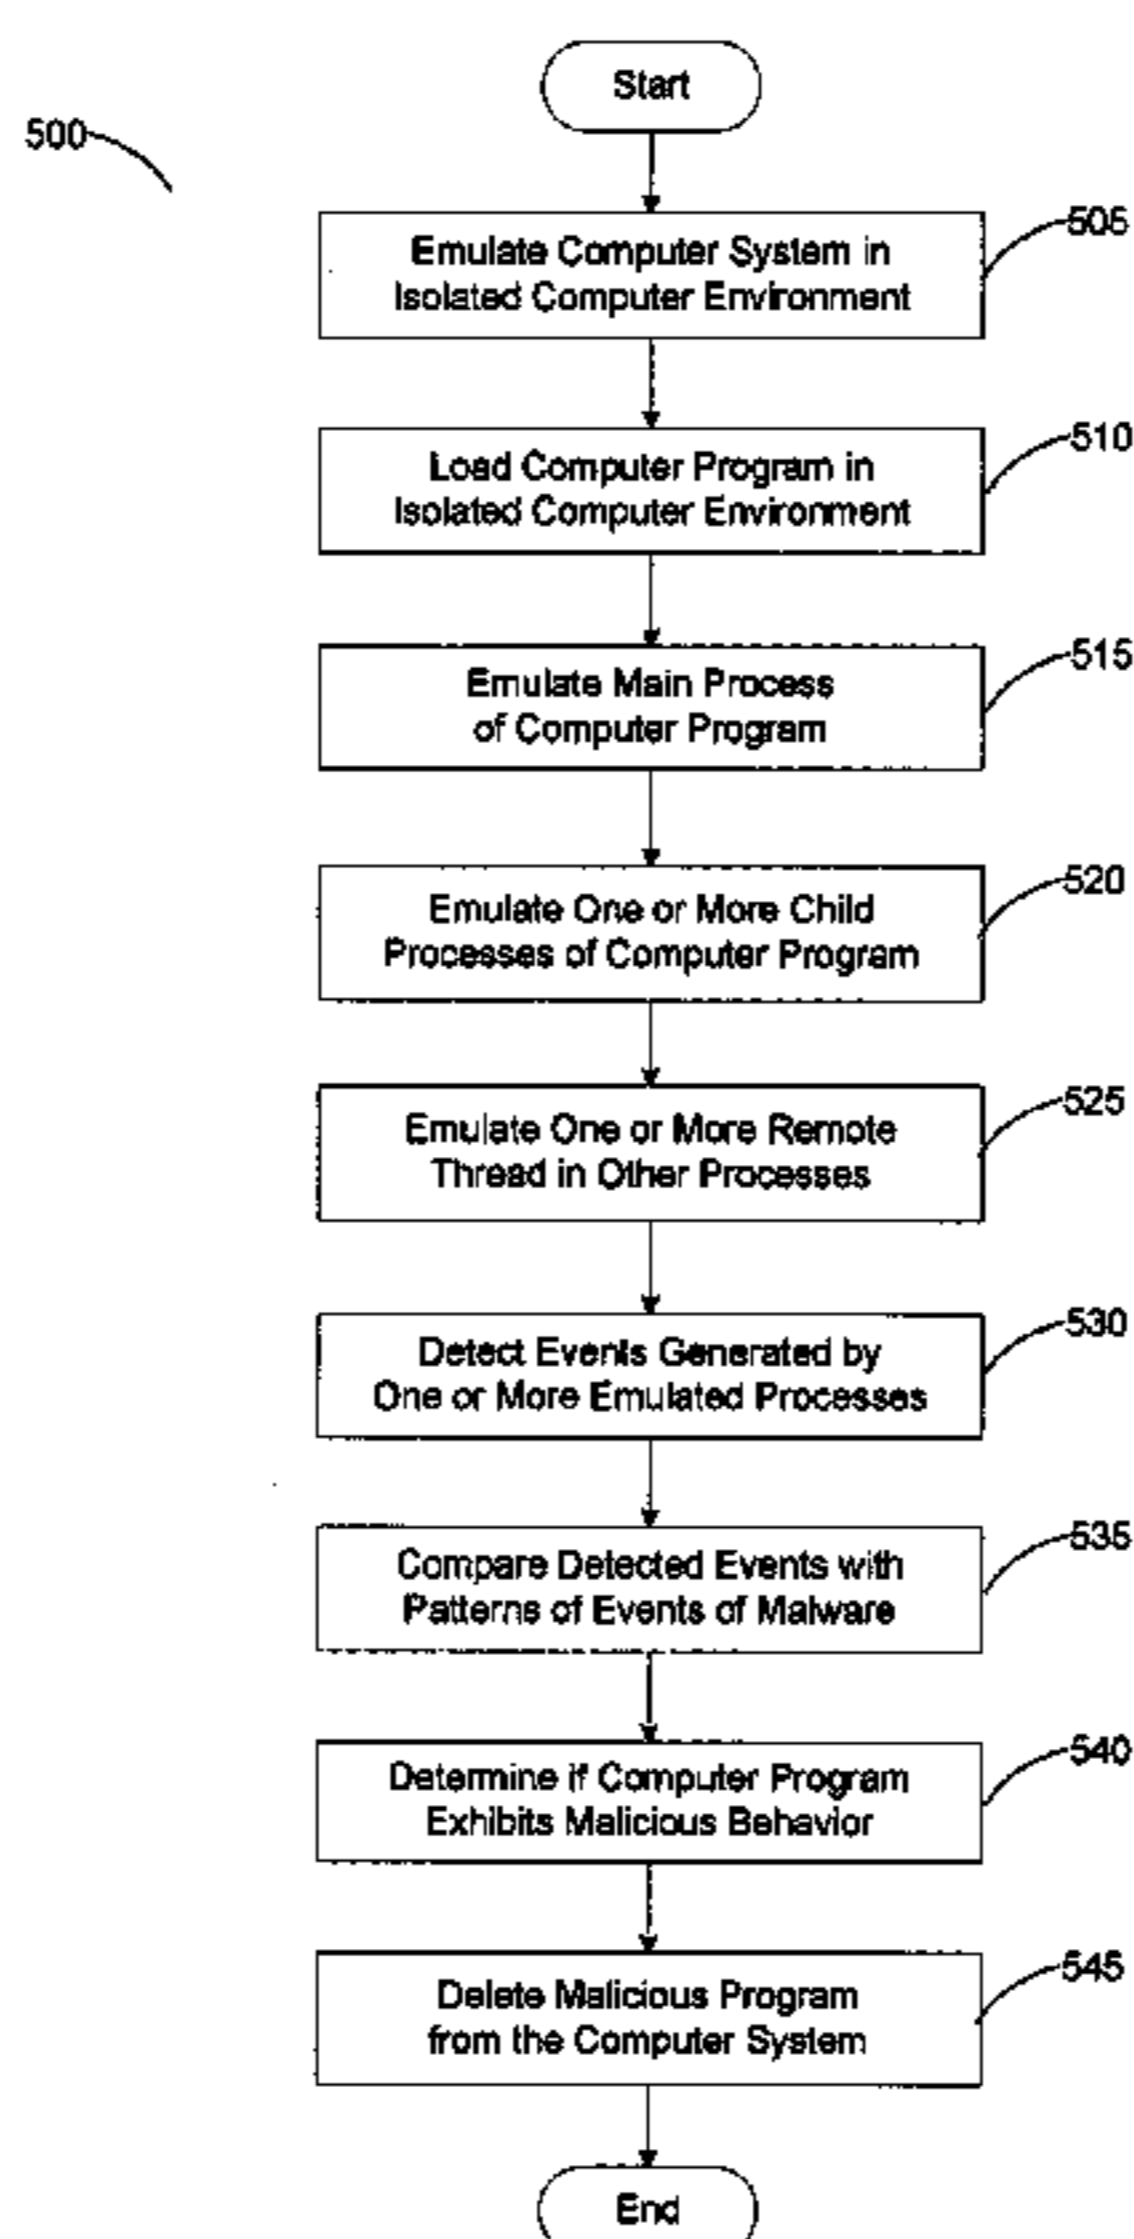 Start
500
505
Emulate Computer System in
Isolated Computer Environment
510
Load Computer Program in
Isolated Computer Environment
515
Emulate Main Process
of Computer Program
520
Emulate One or More Child
Processes of Computer Program
525
Emulate One or More Remote
Thread in Other Processes
530
Detect Events Generated by
One or More Emulated Processes
535
Compare Detected Events with
Patterns of Events of Malware
540
Determine if Computer Program
Exhibits Malicious Behavior
545
Delete Malicious Program
from the Computer System
End